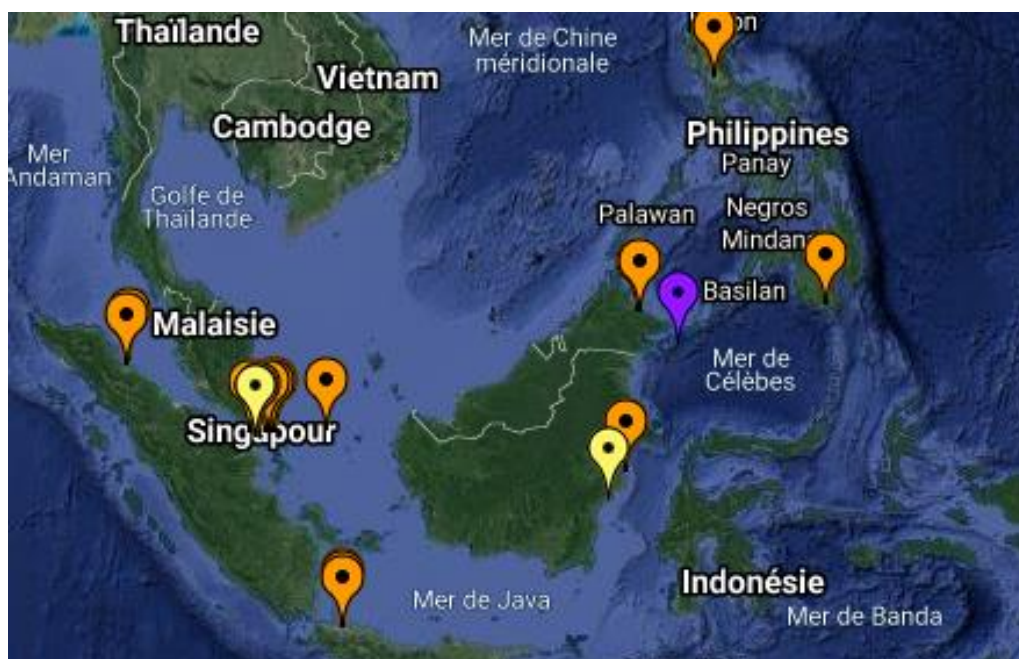 Thaïlande
Mer de Chine
méridionale
Vietnam
Cambodge
Philippines
Panay
Mer
Andaman
Golfe de
Thaïlande
Palawan
Negros
Basilan
Malaisie
Mer de
Célèbes
Singapour
Indonésie
Mer de Java
Mer de Banda